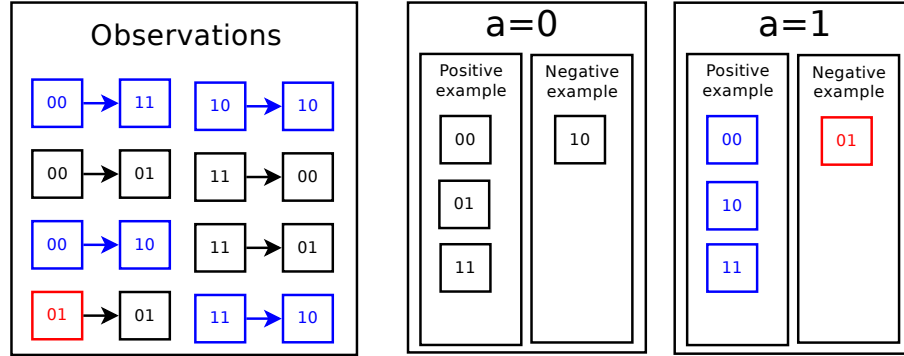 Observations
00 11
10 10
00 01
11 00
00 10
11 01
01 01
11 10
a=0
Positive
example
00
01
11
Negative
example
10
a=1
Positive
example
00
10
11
Negative
example
01